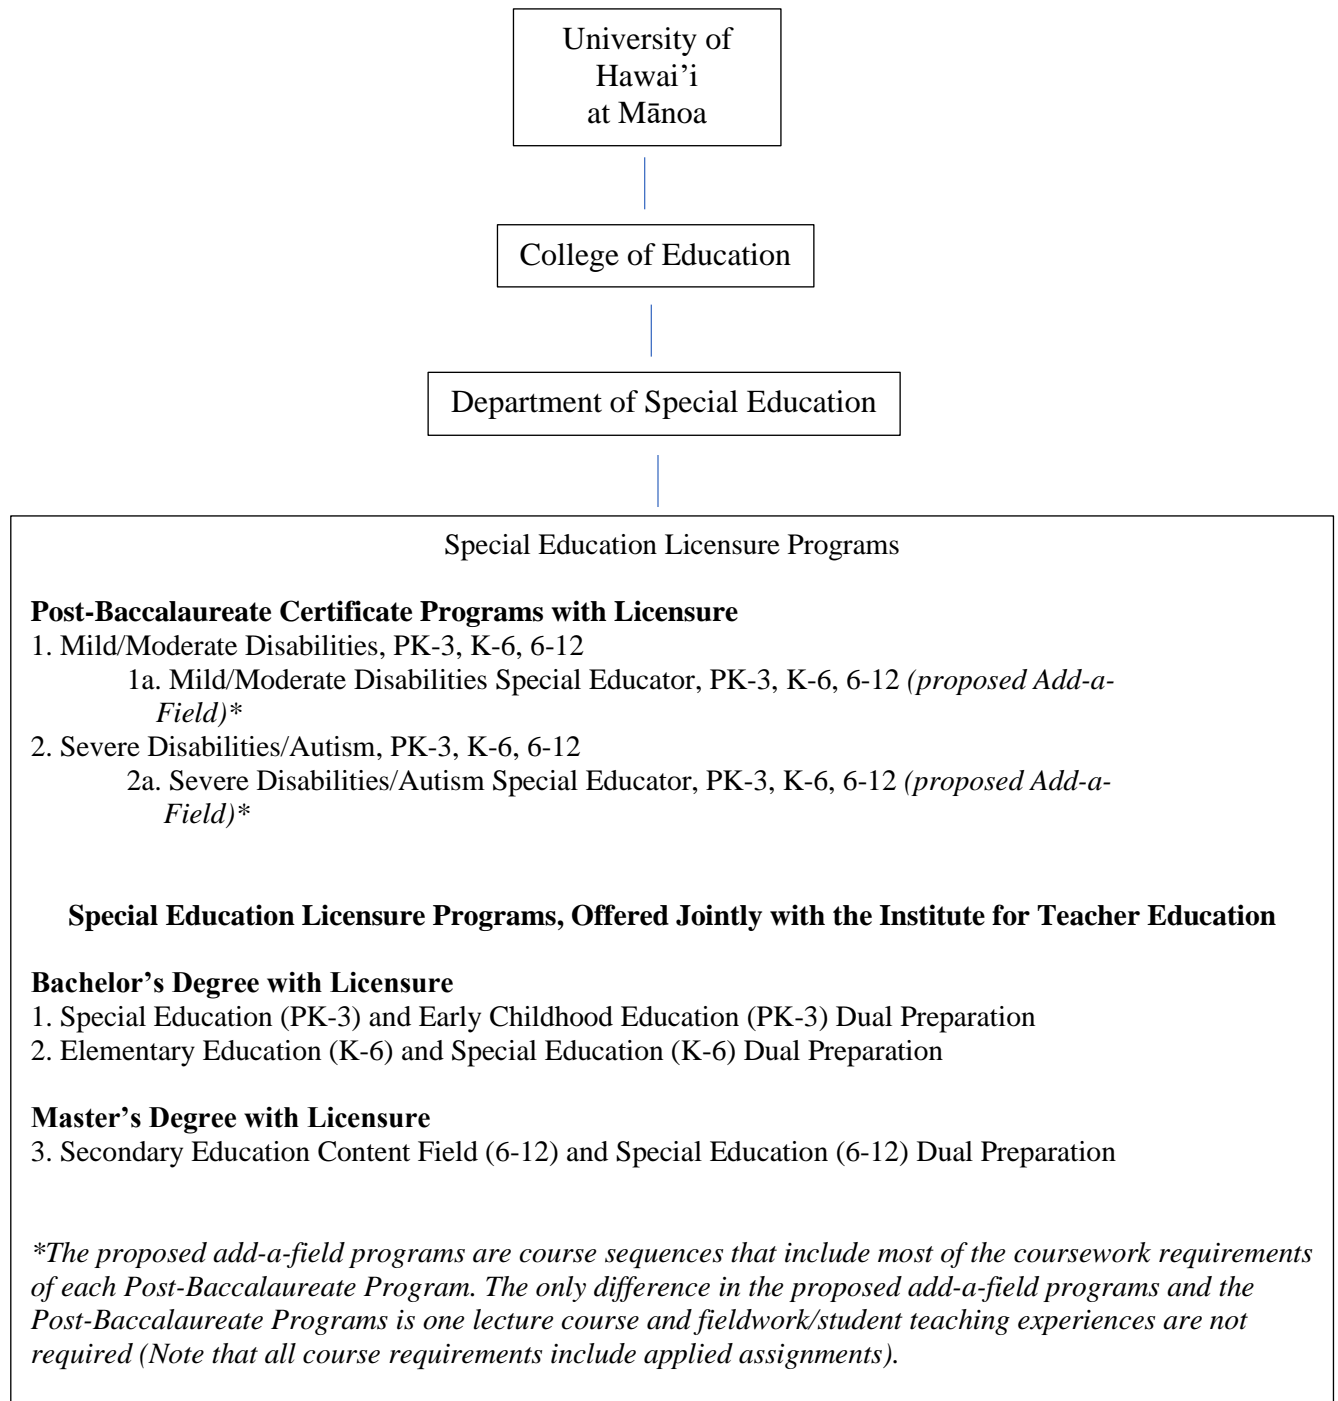 University of
Hawai’i
at Mānoa
College of Education
Department of Special Education
Special Education Licensure Programs
Post-Baccalaureate Certificate Programs with Licensure
1. Mild/Moderate Disabilities, PK-3, K-6, 6-12
1a. Mild/Moderate Disabilities Special Educator, PK-3, K-6, 6-12 (proposed Add-a-
Field)*
2. Severe Disabilities/Autism, PK-3, K-6, 6-12
2a. Severe Disabilities/Autism Special Educator, PK-3, K-6, 6-12 (proposed Add-a-
Field)*
Special Education Licensure Programs, Offered Jointly with the Institute for Teacher Education
Bachelor’s Degree with Licensure
1. Special Education (PK-3) and Early Childhood Education (PK-3) Dual Preparation
2. Elementary Education (K-6) and Special Education (K-6) Dual Preparation
Master’s Degree with Licensure
3. Secondary Education Content Field (6-12) and Special Education (6-12) Dual Preparation
*The proposed add-a-field programs are course sequences that include most of the coursework requirements
of each Post-Baccalaureate Program. The only difference in the proposed add-a-field programs and the
Post-Baccalaureate Programs is one lecture course and fieldwork/student teaching experiences are not
required (Note that all course requirements include applied assignments).